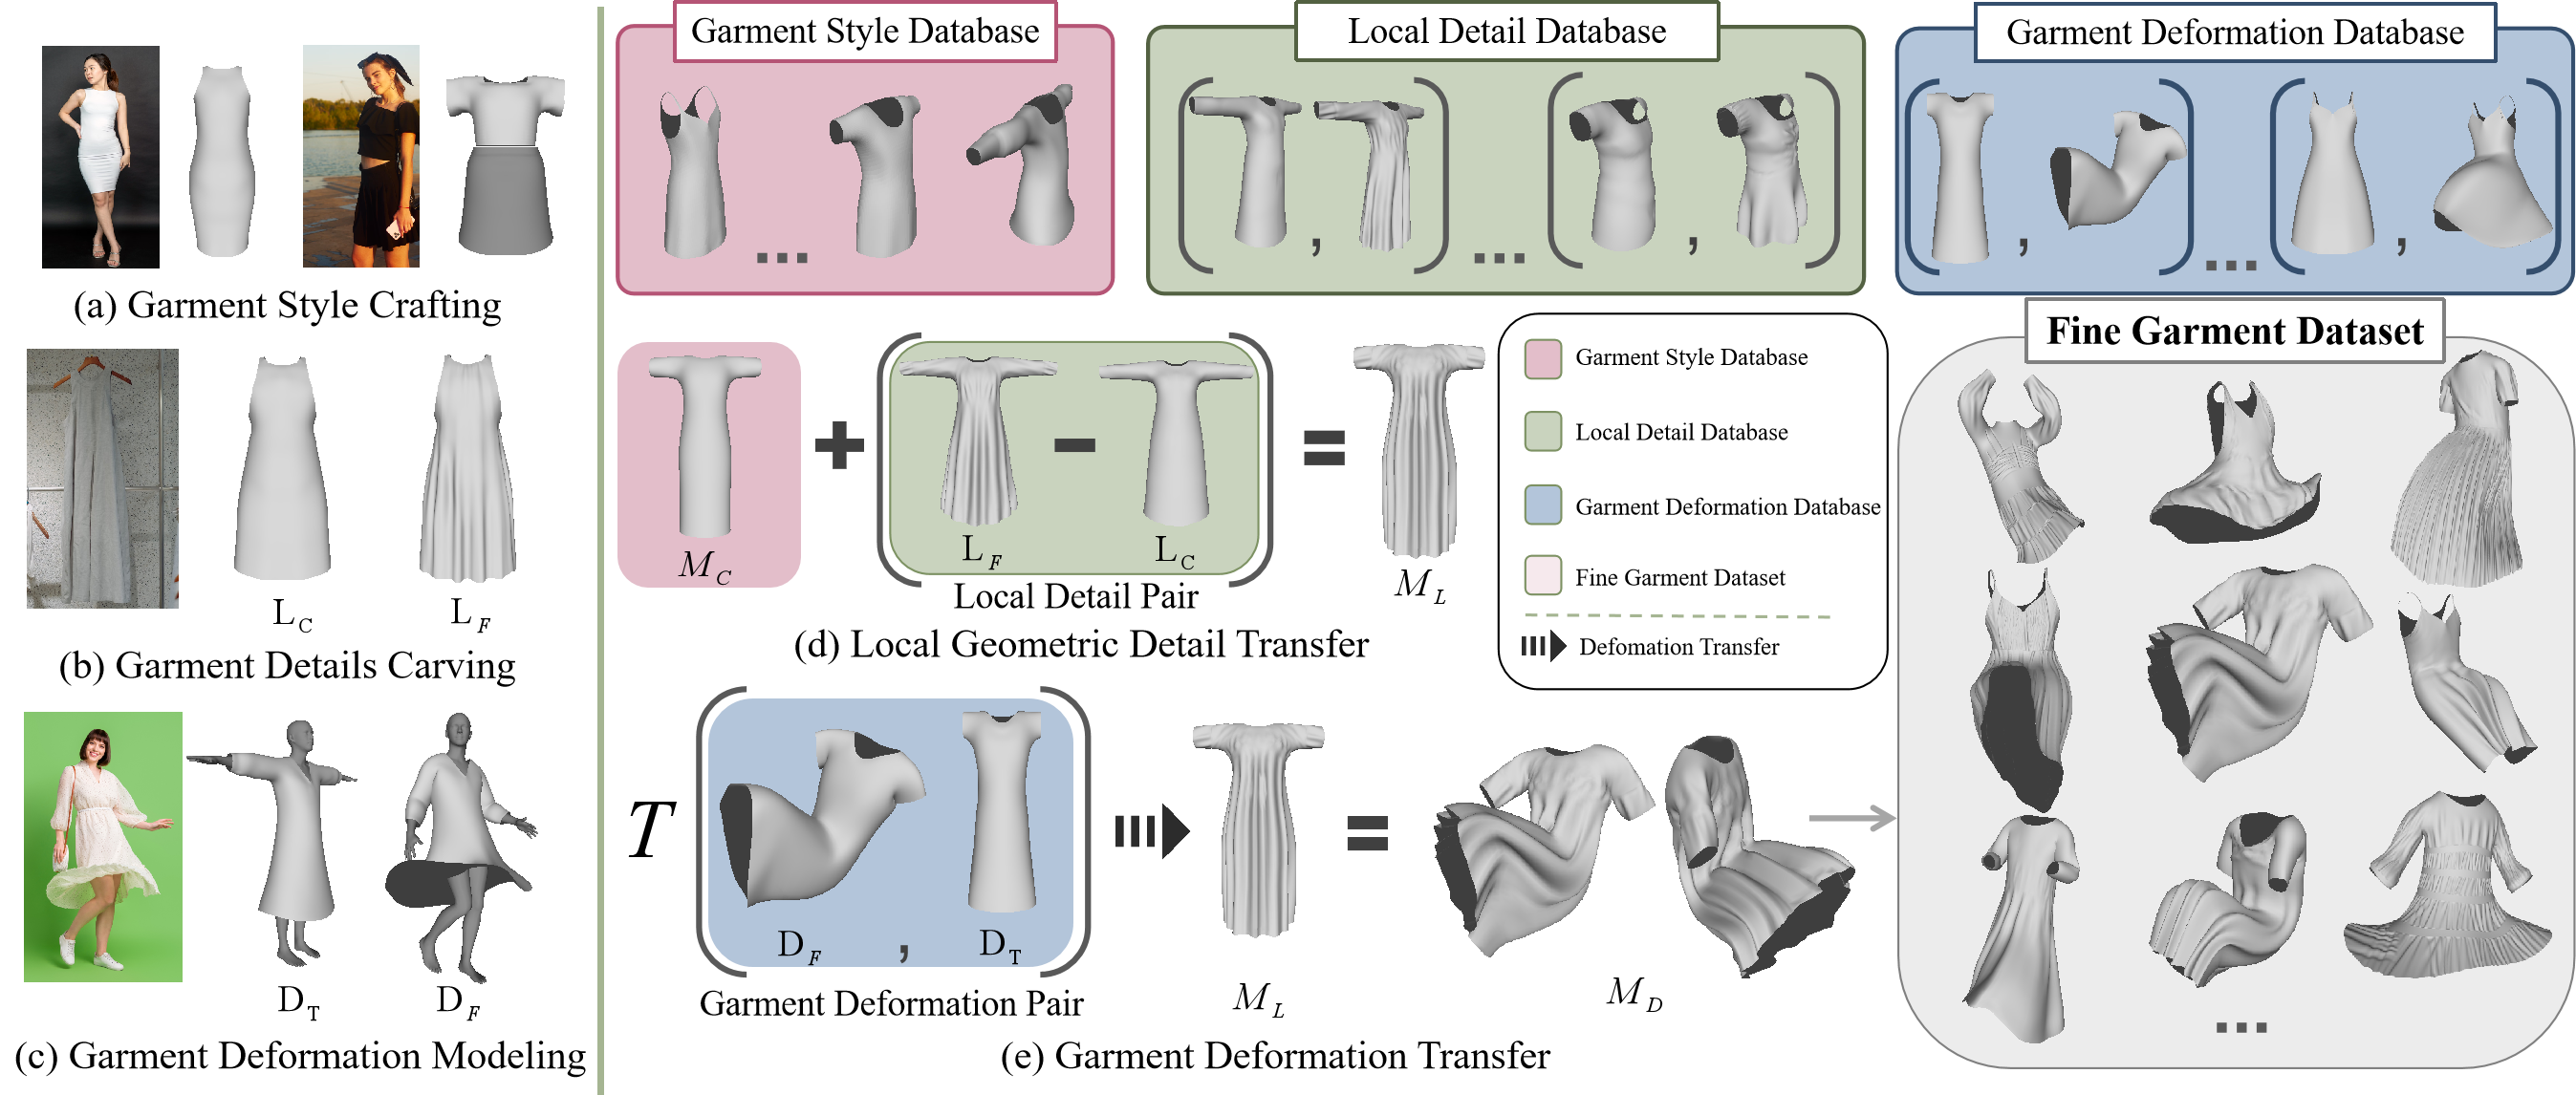 (a) Garment Style Crafting
L_C
L_F
(b) Garment Details Carving
D_T
D_F
(c) Garment Deformation Modeling
Garment Style Database
...
Local Detail Database
( , ) ... ( , )
Garment Deformation Database
( , ) ... ( , )
M_C + ( L_F − L_C ) = M_L
Local Detail Pair
(d) Local Geometric Detail Transfer
Garment Style Database
Local Detail Database
Garment Deformation Database
Fine Garment Dataset
Defomation Transfer
T ( D_F , D_T ) M_L = M_D
Garment Deformation Pair
(e) Garment Deformation Transfer
Fine Garment Dataset
...